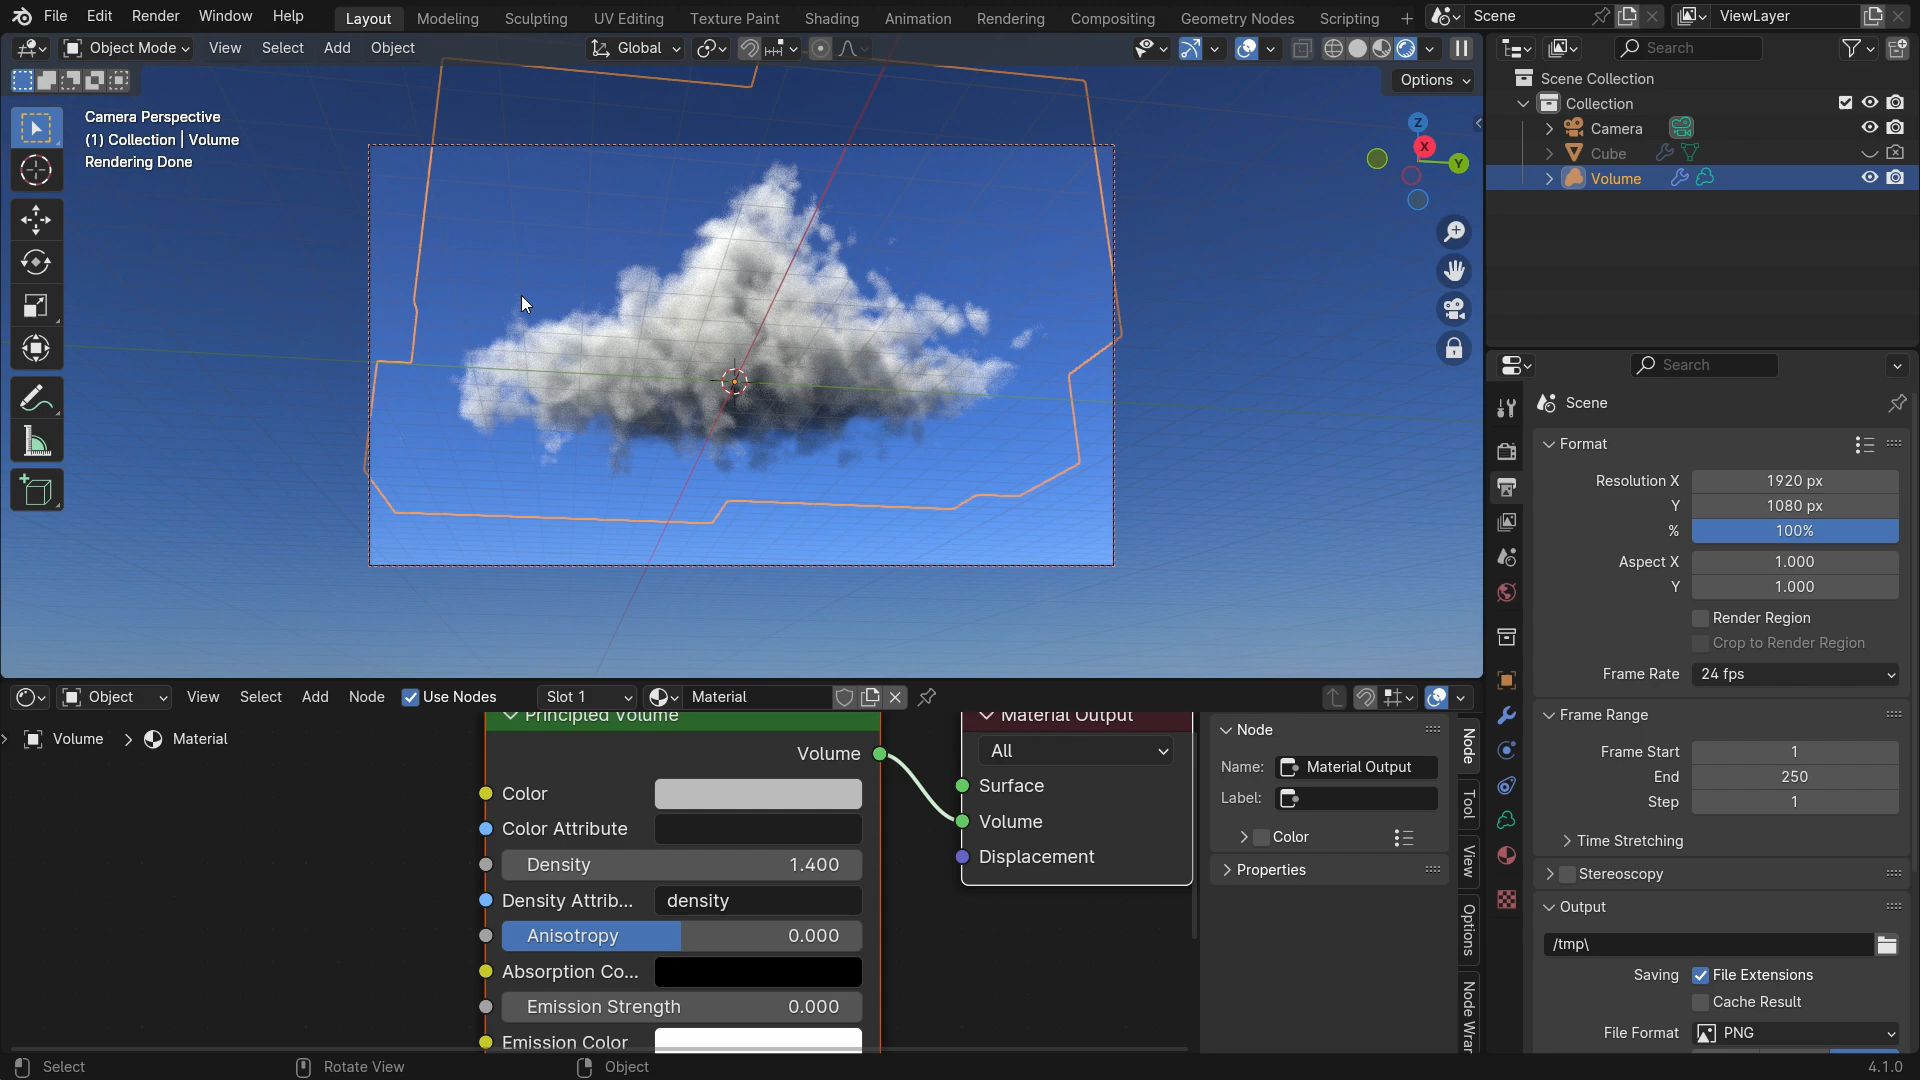 File Edit Render Window Help Layout Modeling Sculpting UV Editing Texture Paint Shading Animation Rendering Compositing Geometry Nodes Scripting + Scene ViewLayer
Object Mode View Select Add Object Global Search
Options
Camera Perspective
(1) Collection | Volume
Rendering Done
Z
X
Y
Scene Collection
Collection
Camera
Cube
Volume
Search
Scene
Format
Resolution X 1920 px
Y 1080 px
% 100%
Aspect X 1.000
Y 1.000
Render Region
Crop to Render Region
Frame Rate 24 fps
Frame Range
Frame Start 1
End 250
Step 1
Time Stretching
Stereoscopy
Output
/tmp\
Saving File Extensions
Cache Result
File Format PNG
Object View Select Add Node Use Nodes Slot 1 Material
Volume > Material
Principled Volume
Volume
Color
Color Attribute
Density 1.400
Density Attrib... density
Anisotropy 0.000
Absorption Co...
Emission Strength 0.000
Emission Color
Material Output
All
Surface
Volume
Displacement
Node
Name: Material Output
Label:
Color
Properties
Node
Tool
View
Options
Node Wra
Select Rotate View Object 4.1.0